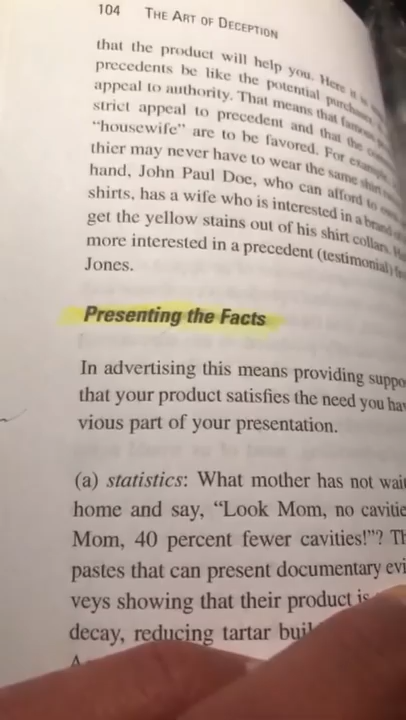 104 THE ART OF DECEPTION
that the product will help you. Here it is
precedents be like the potential
appeal to authority. That means that
strict appeal to precedent and that the
"housewife" are to be favored. For example,
thier may never have to wear the same shirt
hand, John Paul Doe, who can afford to
shirts, has a wife who is interested in a brand
get the yellow stains out of his shirt collars.
more interested in a precedent (testimonial)
Jones.
Presenting the Facts
In advertising this means providing suppo
that your product satisfies the need you hav
vious part of your presentation.
(a) statistics: What mother has not wai
home and say, "Look Mom, no cavitie
Mom, 40 percent fewer cavities!"? Th
pastes that can present documentary evi
veys showing that their product is
decay, reducing tartar buil